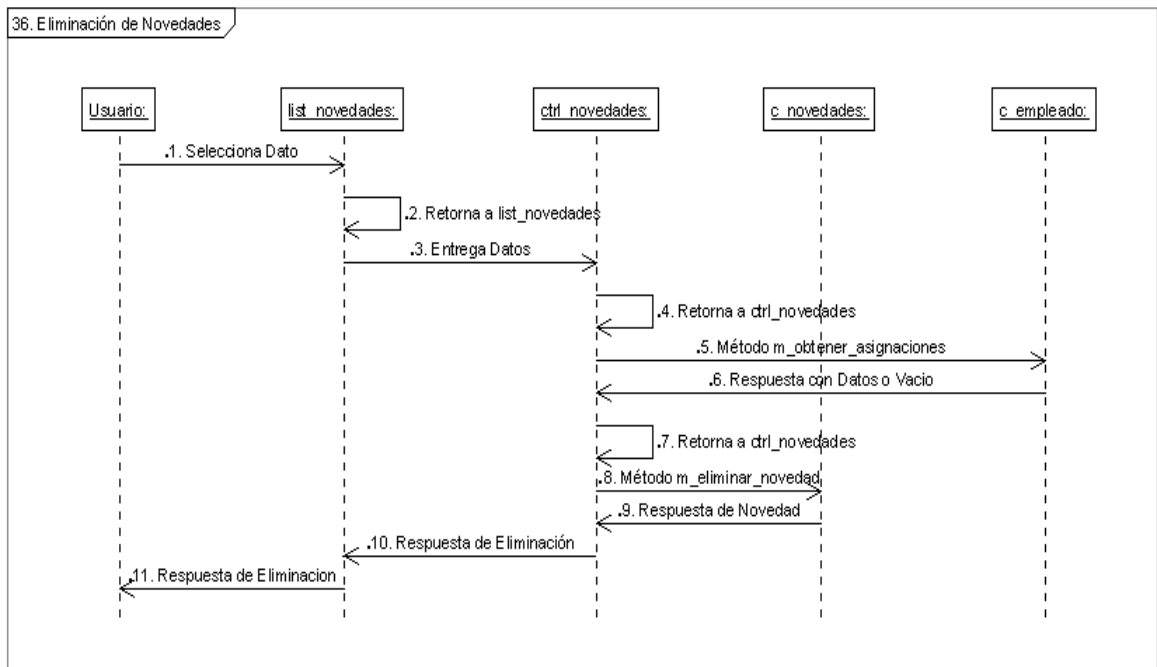 36. Eliminación de Novedades
Usuario:
list_novedades:
ctrl_novedades:
c_novedades:
c_empleado:
.1. Selecciona Dato
.2. Retorna a list_novedades
.3. Entrega Datos
.4. Retorna a ctrl_novedades
.5. Método m_obtener_asignaciones
.6. Respuesta con Datos o Vacio
.7. Retorna a ctrl_novedades
.8. Método m_eliminar_novedad
.9. Respuesta de Novedad
.10. Respuesta de Eliminación
.11. Respuesta de Eliminacion